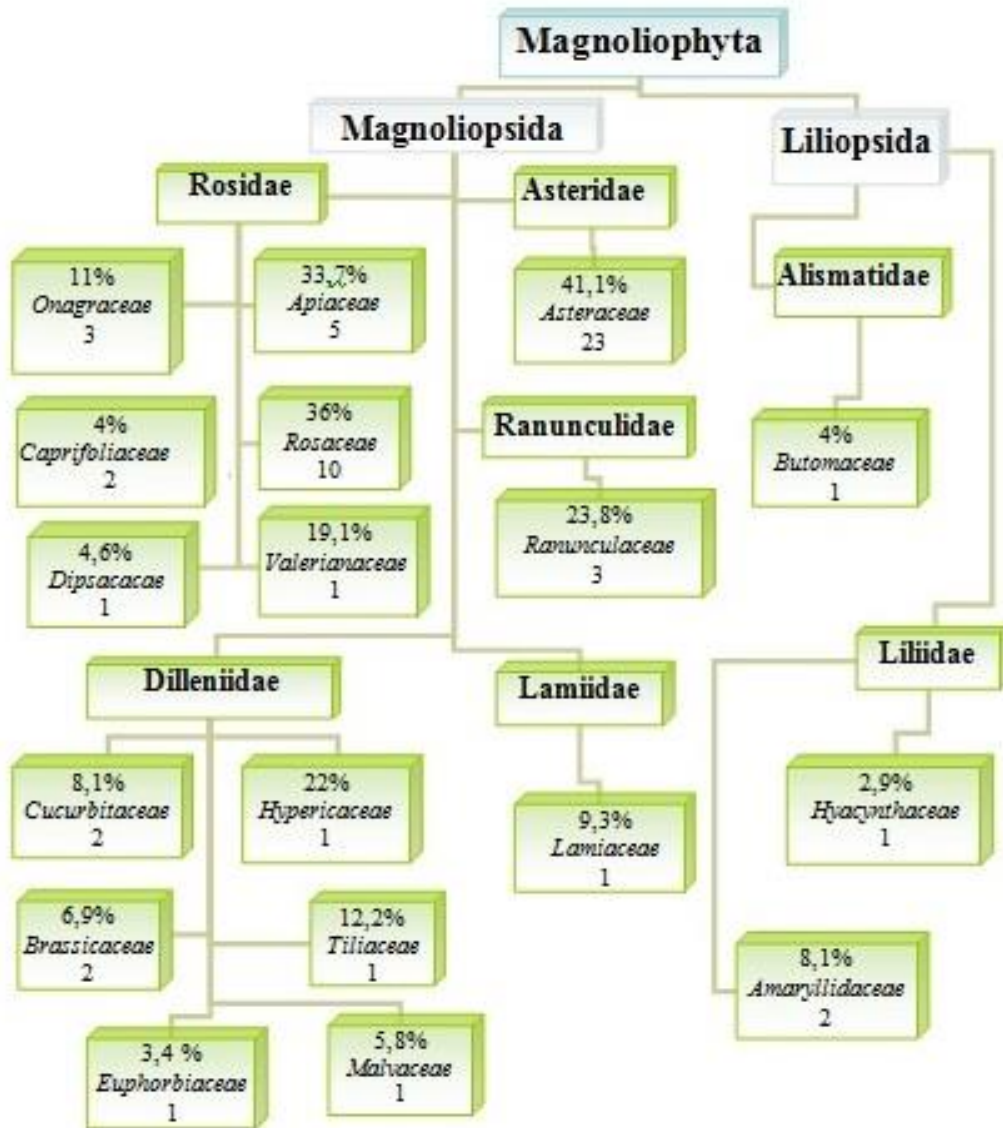 Magnoliophyta
Magnoliopsida
Liliopsida
Rosidae
Asteridae
11%
Onagraceae
3
33,7%
Apiaceae
5
41,1%
Asteraceae
23
Alismatidae
4%
Caprifoliaceae
2
36%
Rosaceae
10
Ranunculidae
4%
Butomaceae
1
4,6%
Dipsacacae
1
19,1%
Valerianaceae
1
23,8%
Ranunculaceae
3
Dilleniidae
Lamiidae
Liliidae
8,1%
Cucurbitaceae
2
22%
Hypericaceae
1
9,3%
Lamiaceae
1
2,9%
Hyacynthaceae
1
6,9%
Brassicaceae
2
12,2%
Tiliaceae
1
8,1%
Amaryllidaceae
2
3,4 %
Euphorbiaceae
1
5,8%
Malvaceae
1